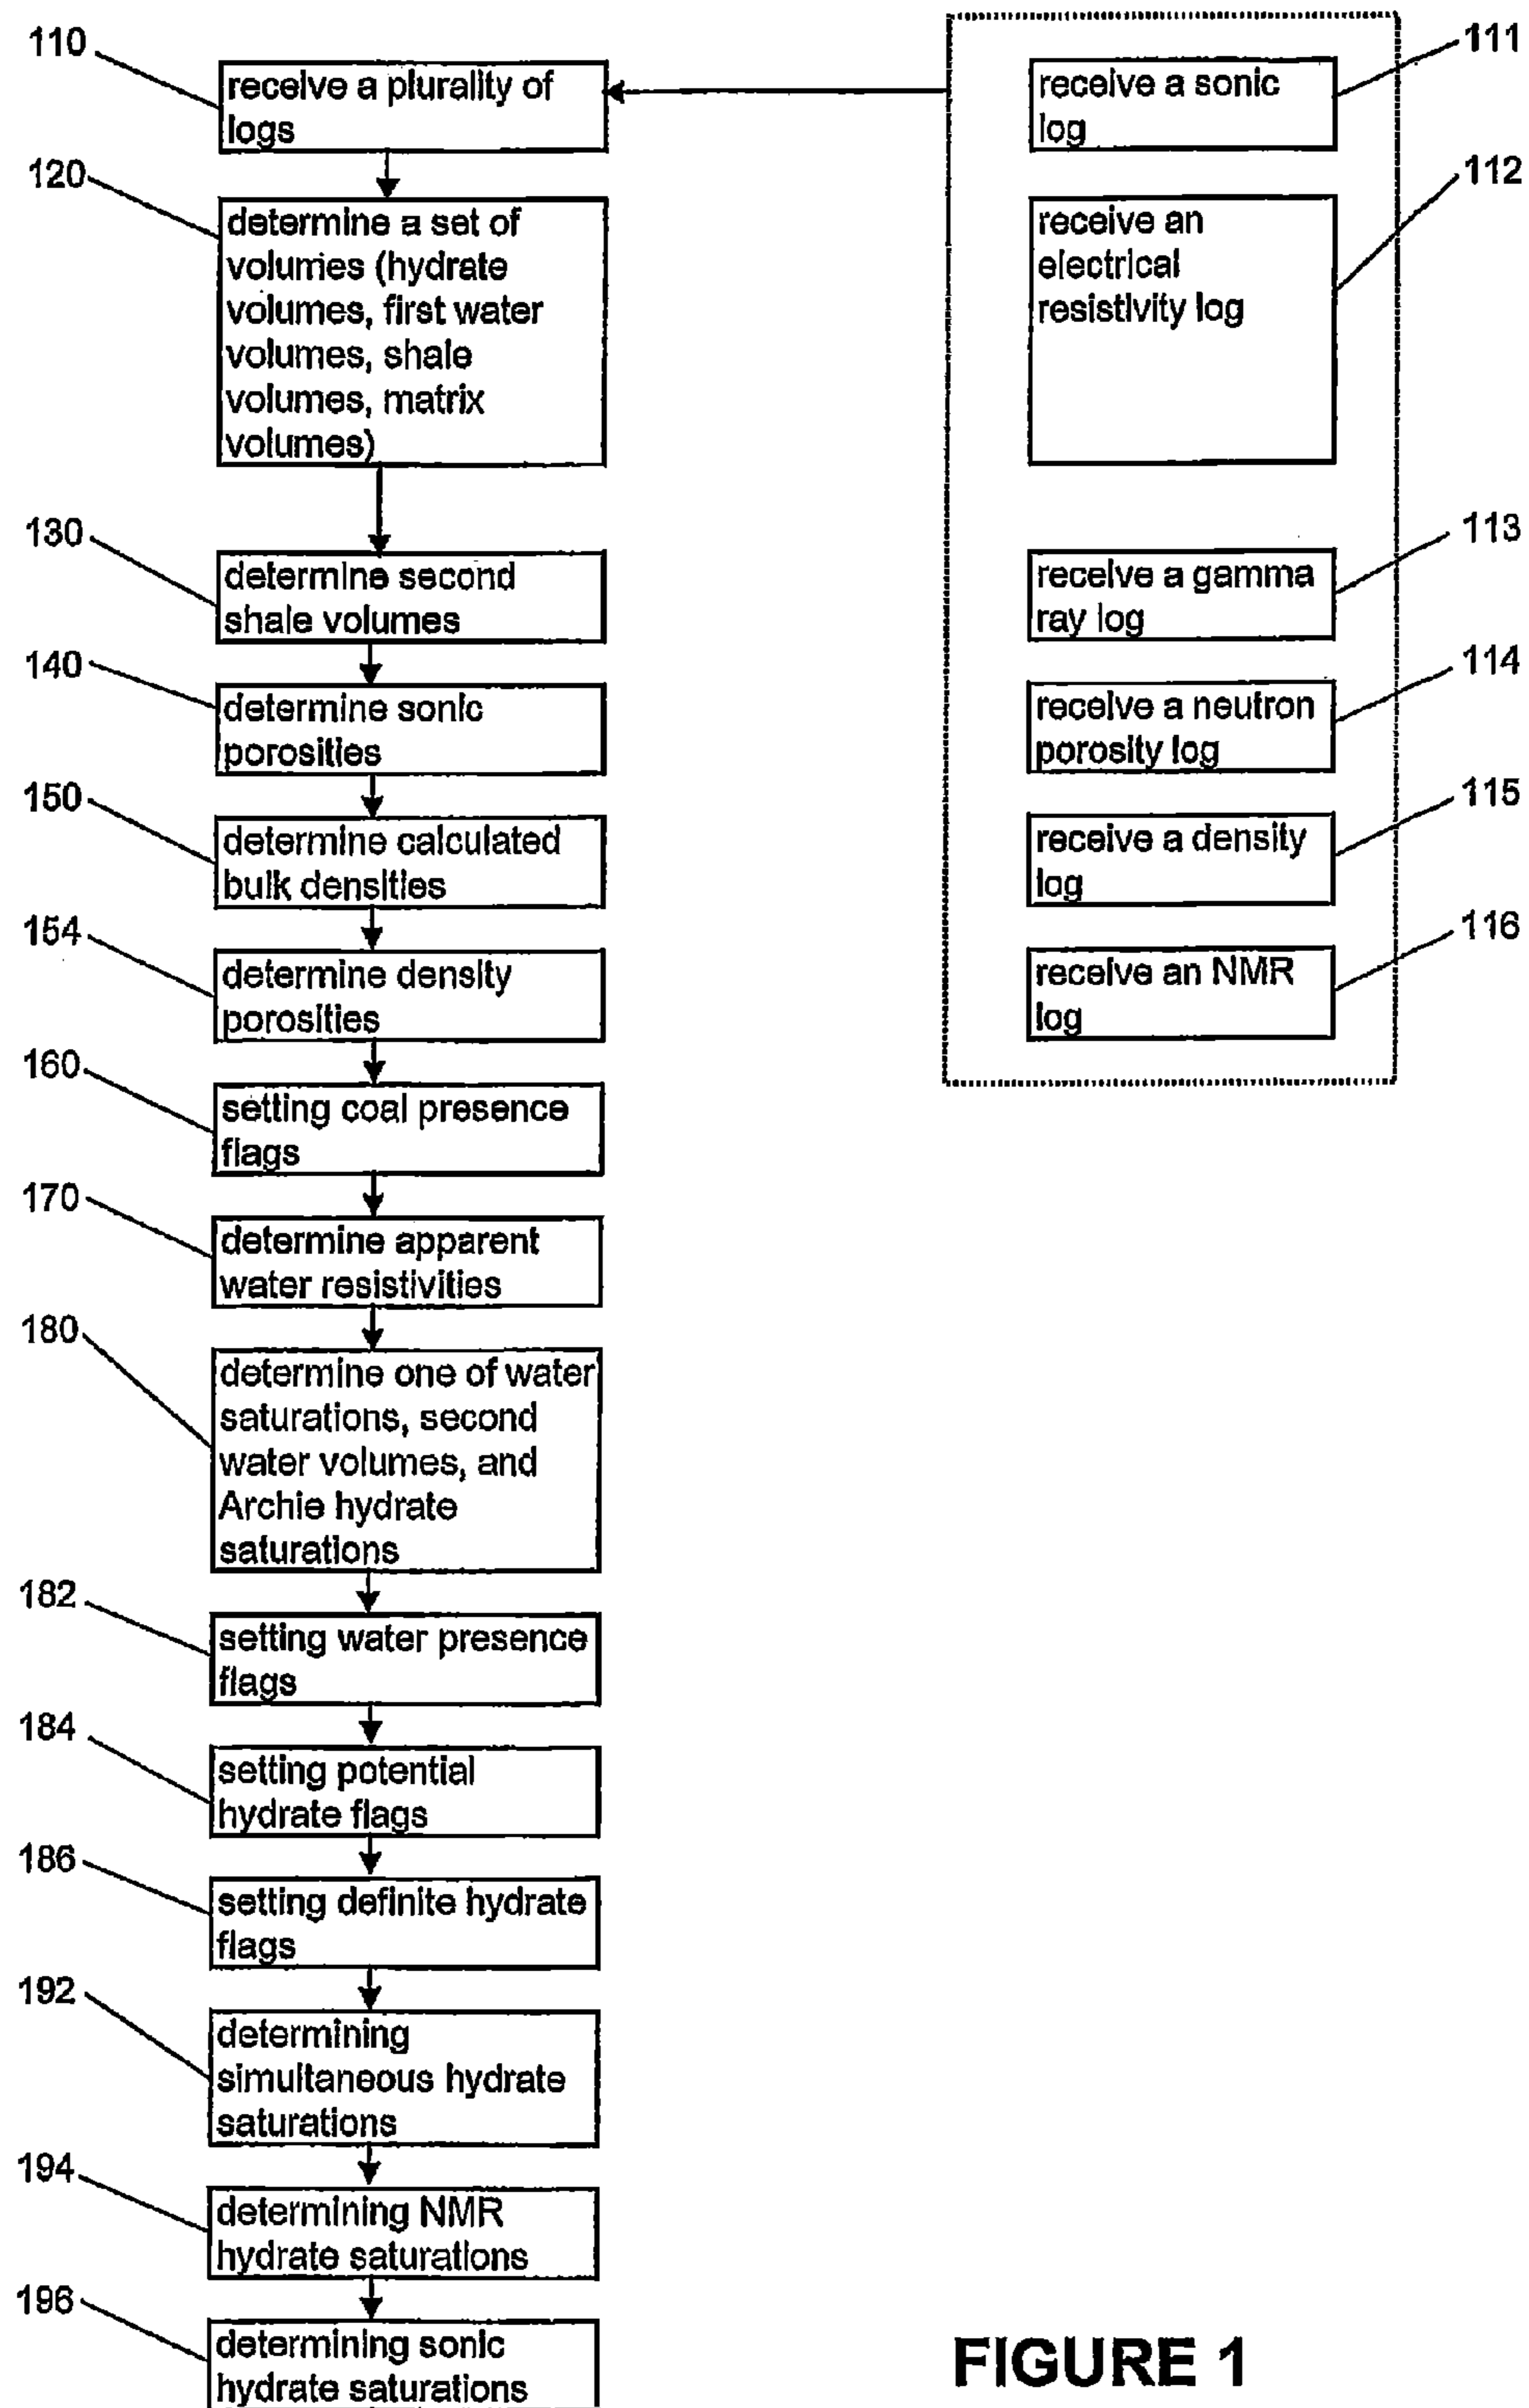 110
receive a plurality of
logs
120
determine a set of
volumes (hydrate
volumes, first water
volumes, shale
volumes, matrix
volumes)
130
determine second
shale volumes
140
determine sonic
porosities
150
determine calculated
bulk densities
154
determine density
porosities
160
setting coal presence
flags
170
determine apparent
water resistivities
180
determine one of water
saturations, second
water volumes, and
Archie hydrate
saturations
182
setting water presence
flags
184
setting potential
hydrate flags
186
setting definite hydrate
flags
192
determining
simultaneous hydrate
saturations
194
determining NMR
hydrate saturations
196
determining sonic
hydrate saturations
111
receive a sonic
log
112
receive an
electrical
resistivity log
113
receive a gamma
ray log
114
receive a neutron
porosity log
115
receive a density
log
116
receive an NMR
log
FIGURE 1